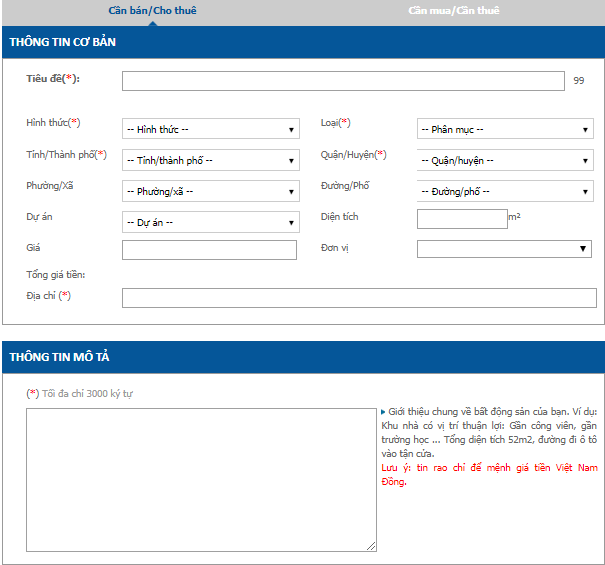 Cần bán/Cho thuê Cần mua/Cần thuê
THÔNG TIN CƠ BẢN
Tiêu đề(*): 99
Hình thức(*) -- Hình thức -- Loại(*) -- Phân mục --
Tỉnh/Thành phố(*) -- Tỉnh/thành phố -- Quận/Huyện(*) -- Quận/huyện --
Phường/Xã -- Phường/xã -- Đường/Phố -- Đường/phố --
Dự án -- Dự án -- Diện tích m²
Giá Đơn vị
Tổng giá tiền:
Địa chỉ (*)
THÔNG TIN MÔ TẢ
(*) Tối đa chỉ 3000 ký tự
Giới thiệu chung về bất động sản của bạn. Ví dụ:
Khu nhà có vị trí thuận lợi: Gần công viên, gần
trường học ... Tổng diện tích 52m2, đường đi ô tô
vào tận cửa.
Lưu ý: tin rao chỉ để mệnh giá tiền Việt Nam
Đồng.